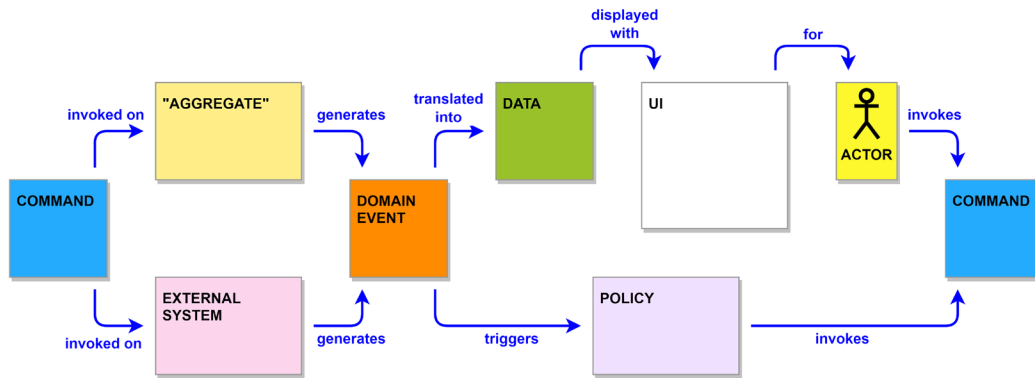 displayed
with
for
"AGGREGATE"
DATA
UI
invoked on
generates
translated
into
invokes
ACTOR
COMMAND
DOMAIN
EVENT
COMMAND
EXTERNAL
SYSTEM
POLICY
invoked on
generates
triggers
invokes